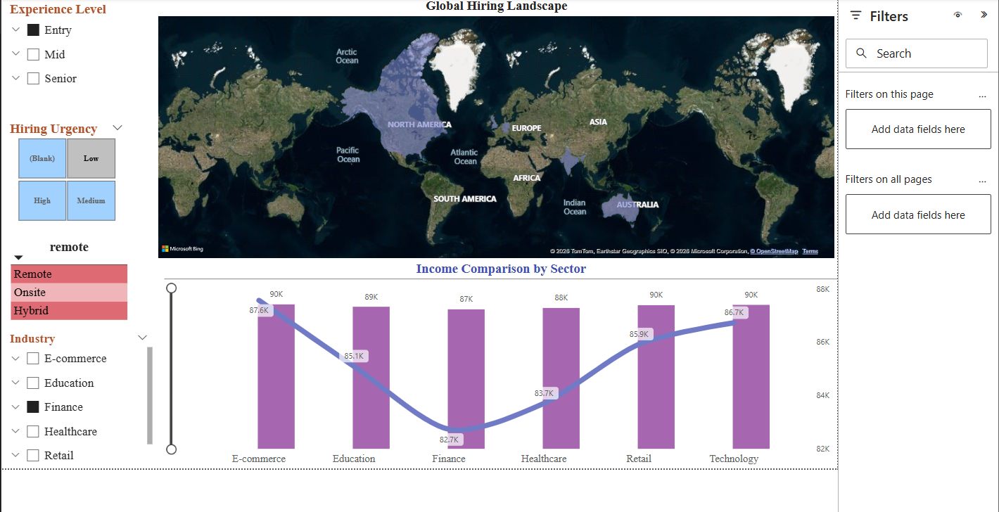 Experience Level
Entry
Mid
Senior
Hiring Urgency
(Blank) Low
High Medium
remote
Remote
Onsite
Hybrid
Industry
E-commerce
Education
Finance
Healthcare
Retail
Global Hiring Landscape
Arctic
Ocean
NORTH AMERICA
EUROPE
ASIA
Pacific
Ocean
Atlantic
Ocean
AFRICA
SOUTH AMERICA
Indian
Ocean
AUSTRALIA
Microsoft Bing
© 2026 TomTom, Earthstar Geographics SIO, © 2026 Microsoft Corporation, © OpenStreetMap Terms
Income Comparison by Sector
90K 89K 87K 88K 90K 90K
87.6K 85.1K 82.7K 83.7K 85.9K 86.7K
88K
86K
84K
82K
E-commerce Education Finance Healthcare Retail Technology
Filters
Search
Filters on this page ...
Add data fields here
Filters on all pages ...
Add data fields here